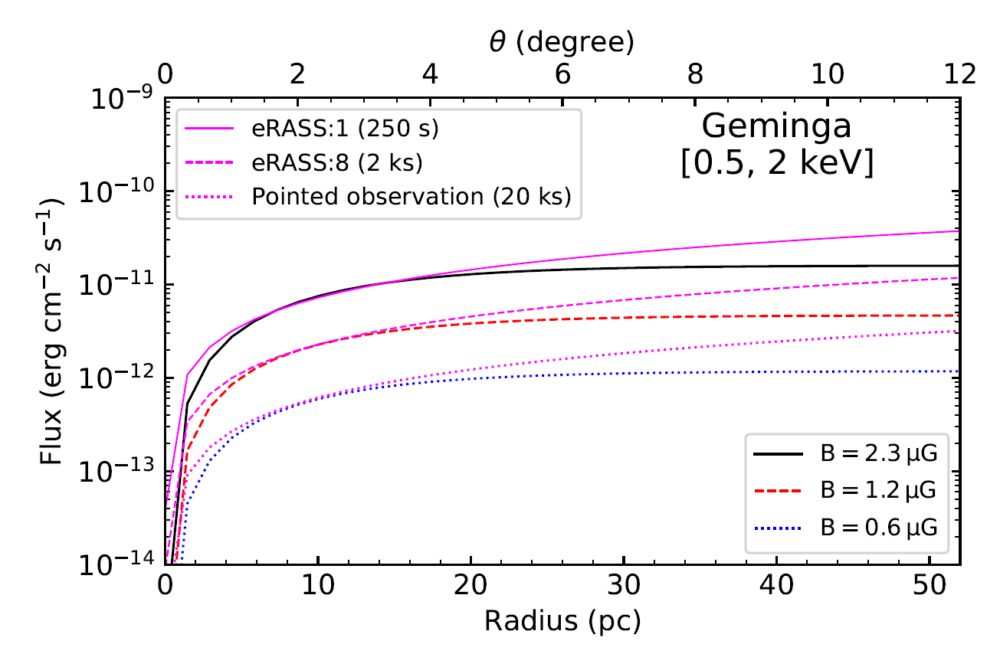 θ (degree)
0 2 4 6 8 10 12
10⁻⁹
10⁻¹⁰
10⁻¹¹
10⁻¹²
10⁻¹³
10⁻¹⁴
Flux (erg cm⁻² s⁻¹)
eRASS:1 (250 s)
eRASS:8 (2 ks)
Pointed observation (20 ks)
Geminga
[0.5, 2 keV]
B = 2.3 μG
B = 1.2 μG
B = 0.6 μG
0 10 20 30 40 50
Radius (pc)